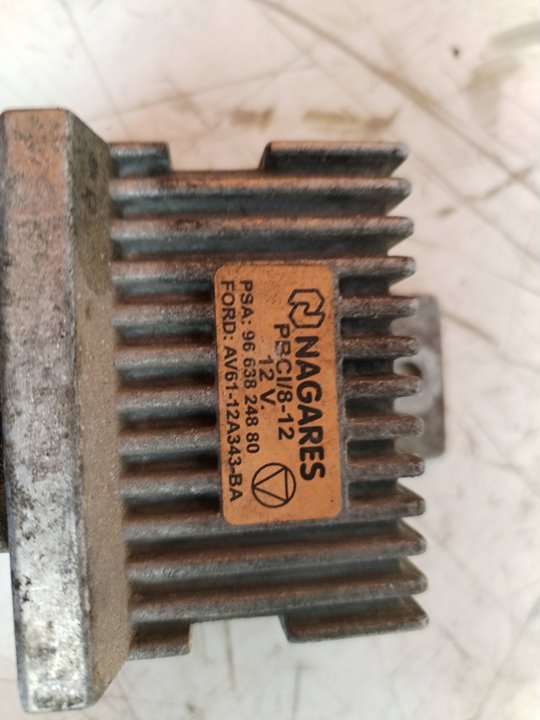 NAGARES
PBCI/8-12
12 V.
PSA: 96 638 248 80
FORD: AV61-12A343-BA